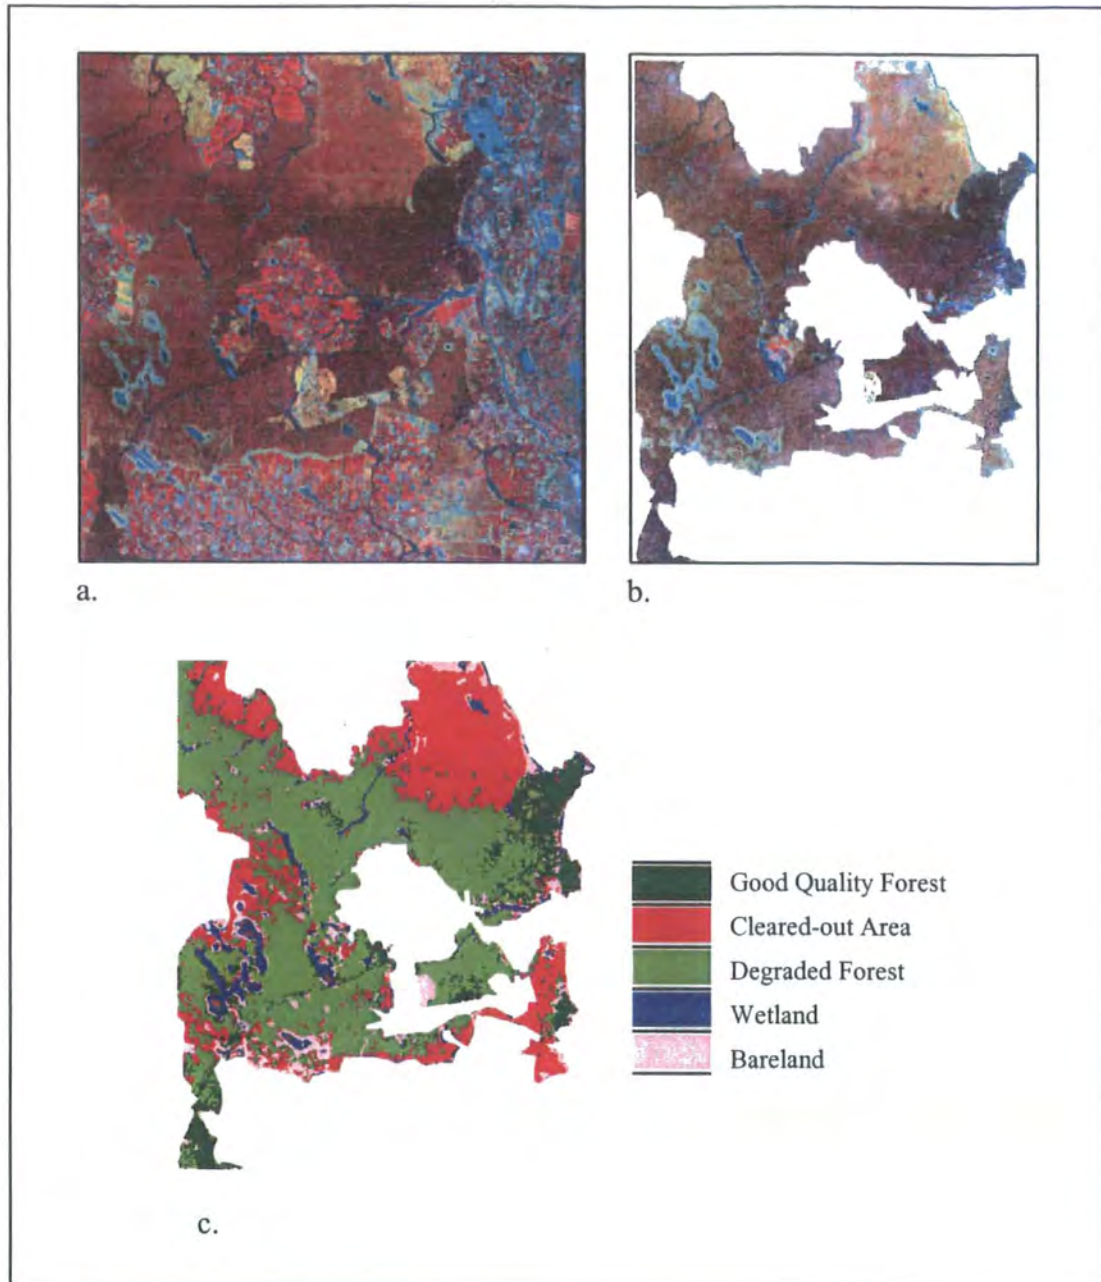 a.
b.
Good Quality Forest
Cleared-out Area
Degraded Forest
Wetland
Bareland
c.